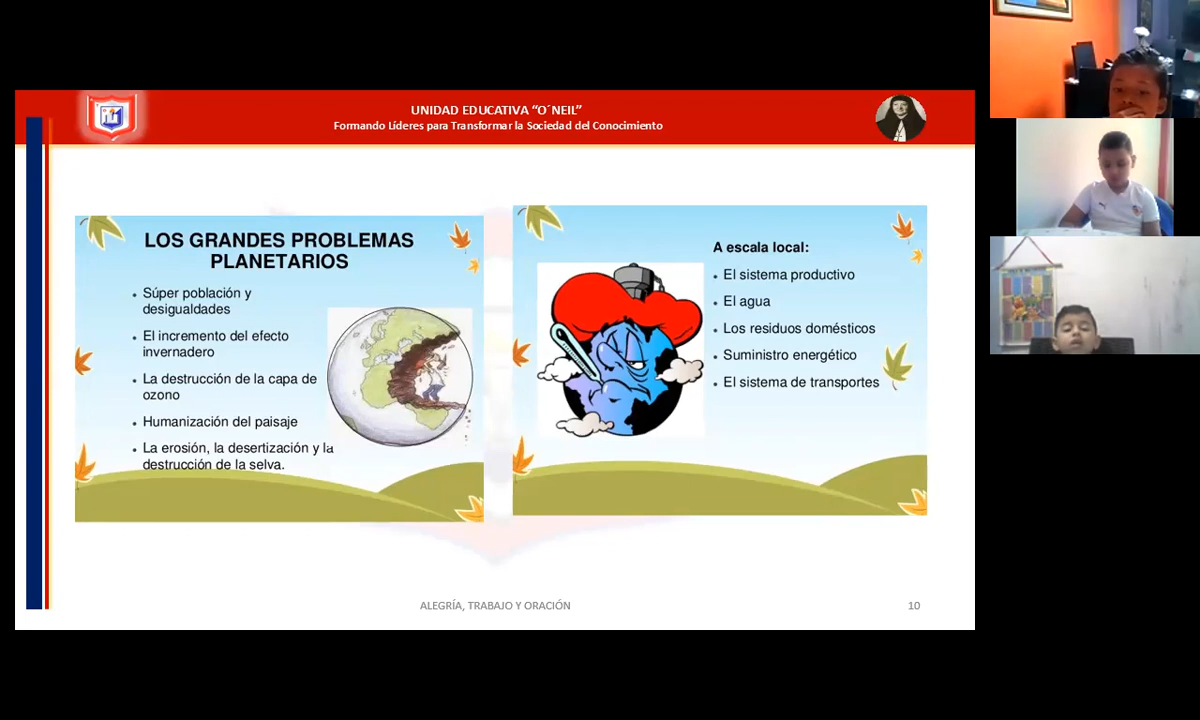 UNIDAD EDUCATIVA “O´NEIL”
Formando Líderes para Transformar la Sociedad del Conocimiento
LOS GRANDES PROBLEMAS
PLANETARIOS
• Súper población y
desigualdades
• El incremento del efecto
invernadero
• La destrucción de la capa de
ozono
• Humanización del paisaje
• La erosión, la desertización y la
destrucción de la selva.
A escala local:
• El sistema productivo
• El agua
• Los residuos domésticos
• Suministro energético
• El sistema de transportes
ALEGRÍA, TRABAJO Y ORACIÓN
10